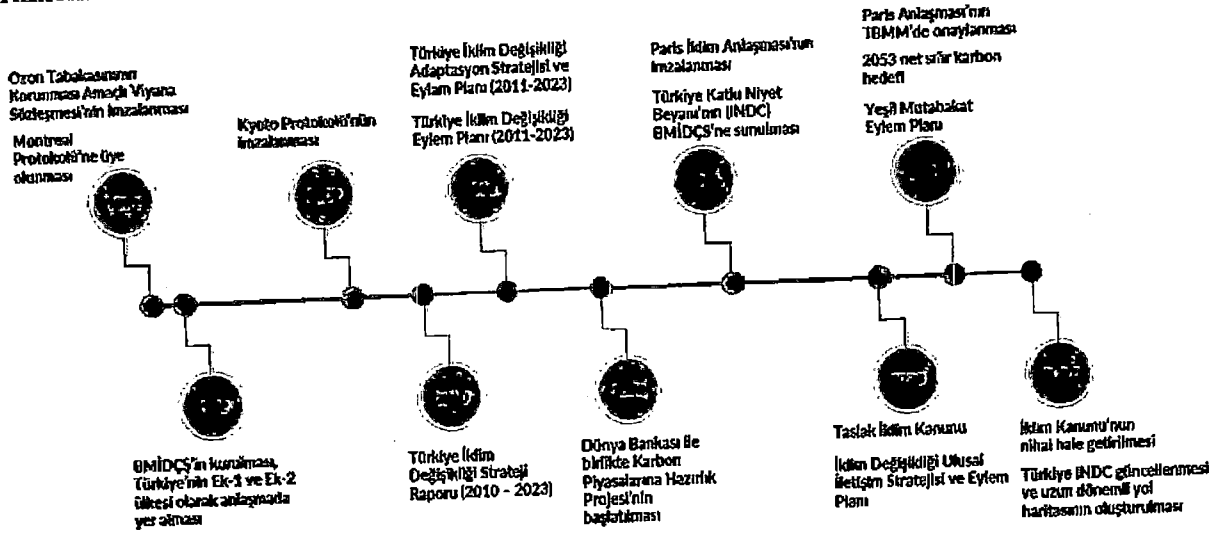 Ozon Tabakasının
Korunması Amaçlı Viyana
Sözleşmesi'nin İmzalanması
Montreal
Protokolü'ne üye
olunması
Kyoto Protokolü'nün
İmzalanması
Türkiye İklim Değişikliği
Adaptasyon Stratejisi ve
Eylem Planı (2011-2023)
Türkiye İklim Değişikliği
Eylem Planı (2011-2023)
Paris İklim Anlaşması'nın
İmzalanması
Türkiye Katkı Niyet
Beyanı'nın (INDC)
BMİDÇS'ne sunulması
Paris Anlaşması'nın
TBMM'de onaylanması
2053 net sıfır karbon
hedefi
Yeşil Mutabakat
Eylem Planı
BMİDÇS'in kurulması,
Türkiye'nin Ek-1 ve Ek-2
ülkesi olarak anlaşmada
yer alması
Türkiye İklim
Değişikliği Strateji
Raporu (2010 - 2023)
Dünya Bankası ile
birlikte Karbon
Piyasalarına Hazırlık
Projesi'nin
başlatılması
Taslak İklim Kanunu
İklim Değişikliği Ulusal
İletişim Stratejisi ve Eylem
Planı
İklim Kanunu'nun
nihai hale getirilmesi
Türkiye INDC güncellenmesi
ve uzun dönemli yol
haritasının oluşturulması